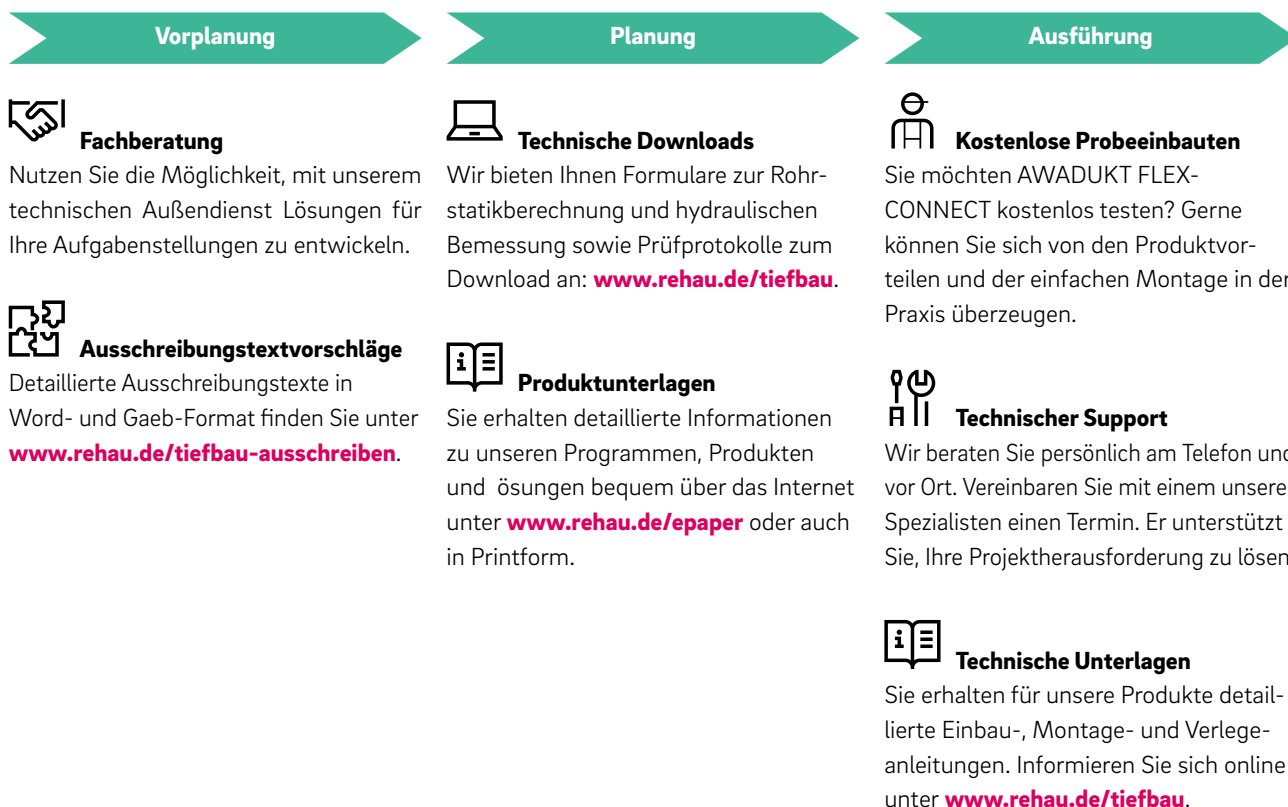 Vorplanung
Fachberatung
Nutzen Sie die Möglichkeit, mit unserem
technischen Außendienst Lösungen für
Ihre Aufgabenstellungen zu entwickeln.
Ausschreibungstextvorschläge
Detaillierte Ausschreibungstexte in
Word- und Gaeb-Format finden Sie unter
www.rehau.de/tiefbau-ausschreiben.
Planung
Technische Downloads
Wir bieten Ihnen Formulare zur Rohr-
statikberechnung und hydraulischen
Bemessung sowie Prüfprotokolle zum
Download an: www.rehau.de/tiefbau.
Produktunterlagen
Sie erhalten detaillierte Informationen
zu unseren Programmen, Produkten
und ösungen bequem über das Internet
unter www.rehau.de/epaper oder auch
in Printform.
Ausführung
Kostenlose Probeeinbauten
Sie möchten AWADUKT FLEX-
CONNECT kostenlos testen? Gerne
können Sie sich von den Produktvor-
teilen und der einfachen Montage in der
Praxis überzeugen.
Technischer Support
Wir beraten Sie persönlich am Telefon und
vor Ort. Vereinbaren Sie mit einem unsere
Spezialisten einen Termin. Er unterstützt
Sie, Ihre Projektherausforderung zu lösen
Technische Unterlagen
Sie erhalten für unsere Produkte detail-
lierte Einbau-, Montage- und Verlege-
anleitungen. Informieren Sie sich online
unter www.rehau.de/tiefbau.